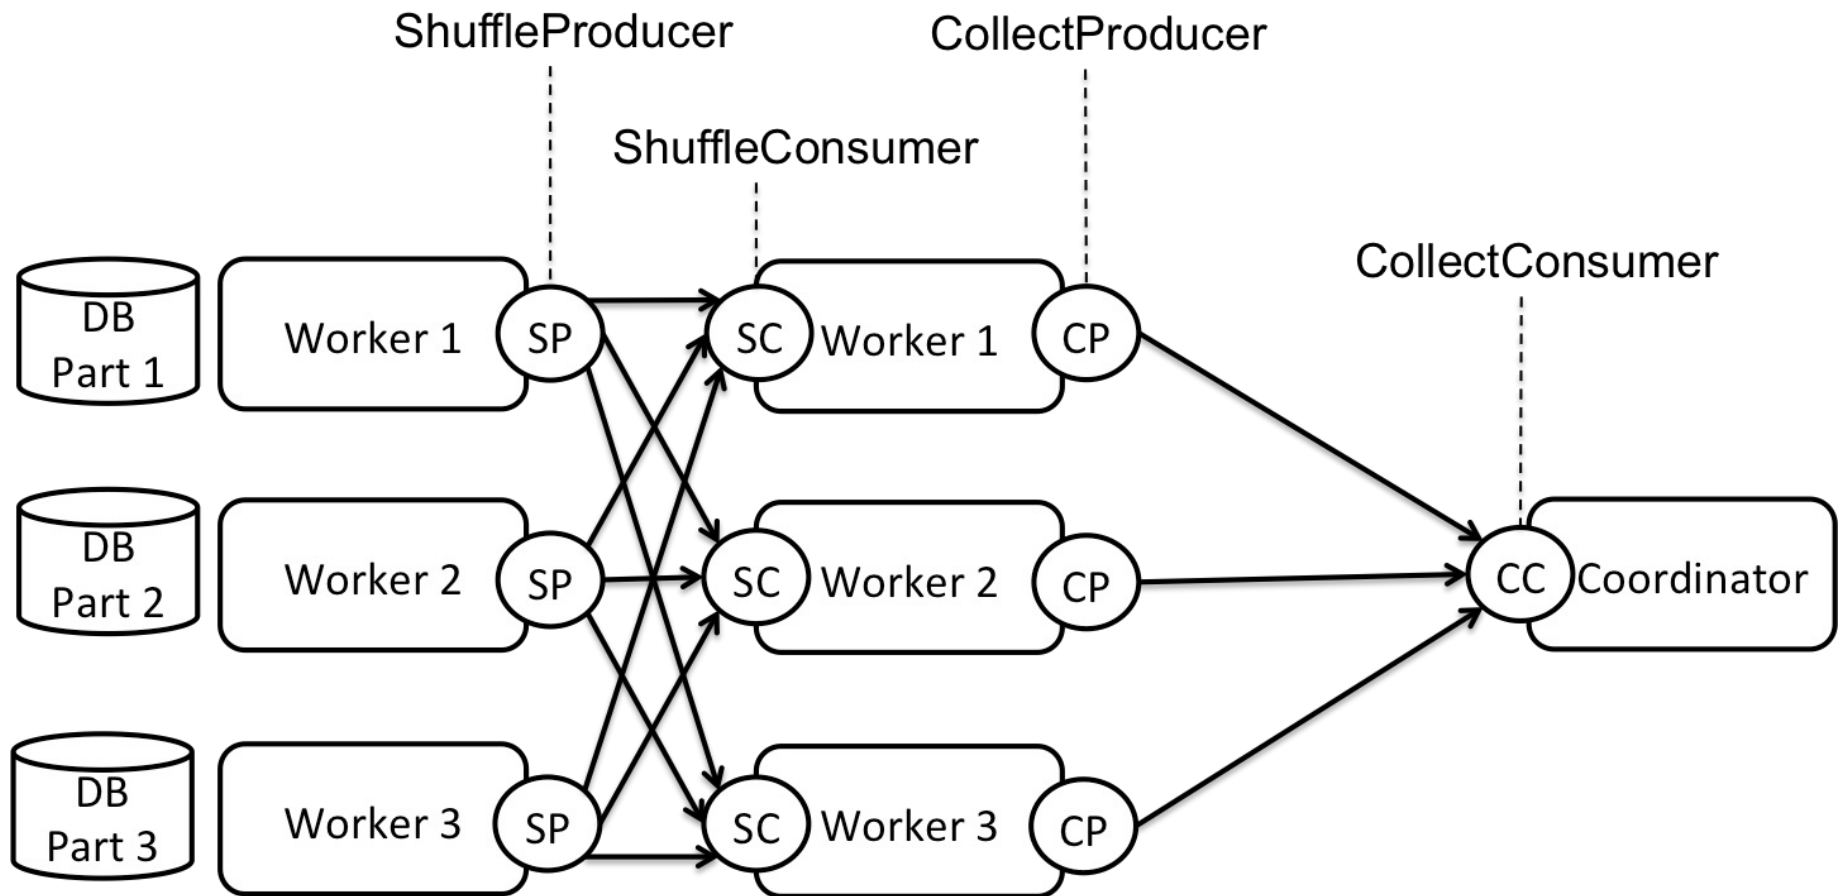 ShuffleProducer
CollectProducer
ShuffleConsumer
CollectConsumer
DB
Part 1
Worker 1
SP
SC
Worker 1
CP
DB
Part 2
Worker 2
SP
SC
Worker 2
CP
CC
Coordinator
DB
Part 3
Worker 3
SP
SC
Worker 3
CP